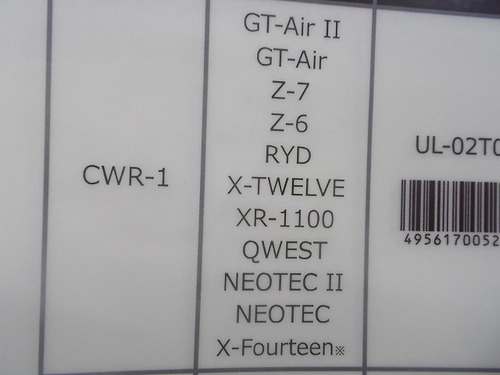 GT-Air II
GT-Air
Z-7
Z-6
RYD
CWR-1
X-TWELVE
XR-1100
QWEST
NEOTEC II
NEOTEC
X-Fourteen※
UL-02T0
4956170052